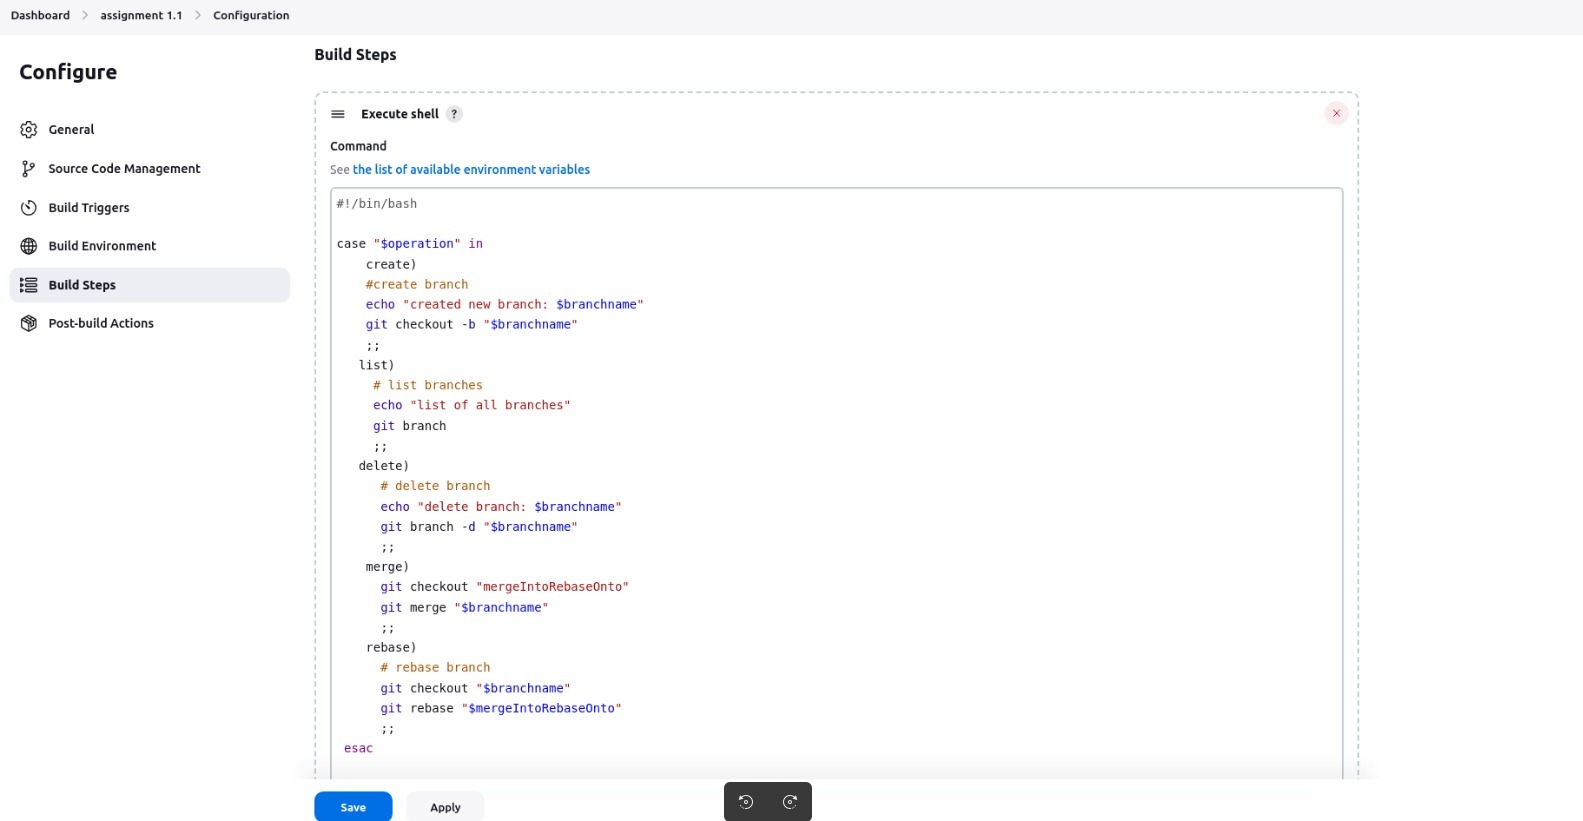 Dashboard > assignment 1.1 > Configuration
Configure
General
Source Code Management
Build Triggers
Build Environment
Build Steps
Post-build Actions
Build Steps
Execute shell ?
Command
See the list of available environment variables
#!/bin/bash

case "$operation" in
    create)
    #create branch
    echo "created new branch: $branchname"
    git checkout -b "$branchname"
    ;;
   list)
     # list branches
     echo "list of all branches"
     git branch
     ;;
   delete)
      # delete branch
      echo "delete branch: $branchname"
      git branch -d "$branchname"
      ;;
    merge)
      git checkout "mergeIntoRebaseOnto"
      git merge "$branchname"
      ;;
    rebase)
      # rebase branch
      git checkout "$branchname"
      git rebase "$mergeIntoRebaseOnto"
      ;;
 esac
Save
Apply